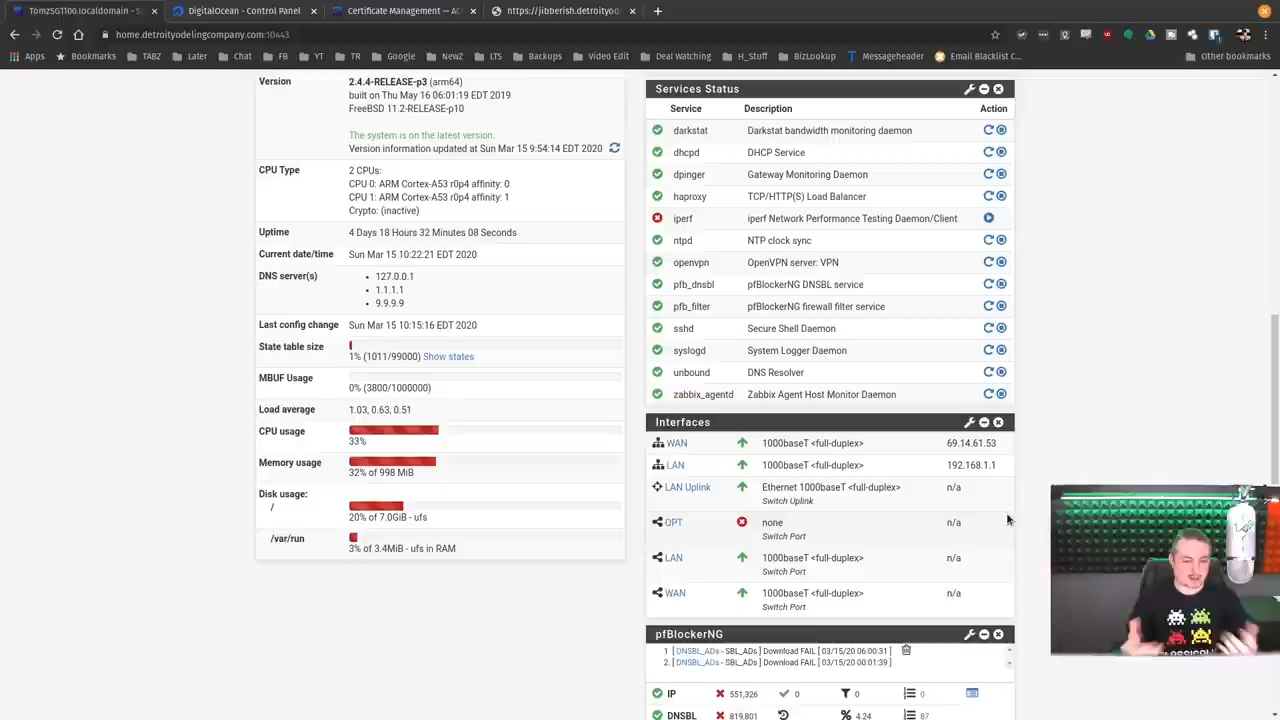 TomzSG1100.localdomain - S
DigitalOcean - Control Panel
Certificate Management — AC
https://jibberish.detroityod
home.detroityodelingcompany.com:10443
Apps
Bookmarks
TABZ
Later
Chat
FB
YT
TR
Google
NewZ
LTS
Backups
Video Edit
Deal Watching
H_Stuff
BizLookup
Messageheader
Email Blacklist C...
Other bookmarks
Version
2.4.4-RELEASE-p3 (arm64)
built on Thu May 16 06:01:19 EDT 2019
FreeBSD 11.2-RELEASE-p10
The system is on the latest version.
Version information updated at Sun Mar 15 9:54:14 EDT 2020
CPU Type
2 CPUs:
CPU 0: ARM Cortex-A53 r0p4 affinity: 0
CPU 1: ARM Cortex-A53 r0p4 affinity: 1
Crypto: (inactive)
Uptime
4 Days 18 Hours 32 Minutes 08 Seconds
Current date/time
Sun Mar 15 10:22:21 EDT 2020
DNS server(s)
127.0.0.1
1.1.1.1
9.9.9.9
Last config change
Sun Mar 15 10:15:16 EDT 2020
State table size
1% (1011/99000) Show states
MBUF Usage
0% (3800/1000000)
Load average
1.03, 0.63, 0.51
CPU usage
33%
Memory usage
32% of 998 MiB
Disk usage:
/
20% of 7.0GiB - ufs
/var/run
3% of 3.4MiB - ufs in RAM
Services Status
Service Description Action
darkstat Darkstat bandwidth monitoring daemon
dhcpd DHCP Service
dpinger Gateway Monitoring Daemon
haproxy TCP/HTTP(S) Load Balancer
iperf iperf Network Performance Testing Daemon/Client
ntpd NTP clock sync
openvpn OpenVPN server: VPN
pfb_dnsbl pfBlockerNG DNSBL service
pfb_filter pfBlockerNG firewall filter service
sshd Secure Shell Daemon
syslogd System Logger Daemon
unbound DNS Resolver
zabbix_agentd Zabbix Agent Host Monitor Daemon
Interfaces
WAN 1000baseT <full-duplex> 69.14.61.53
LAN 1000baseT <full-duplex> 192.168.1.1
LAN Uplink Ethernet 1000baseT <full-duplex> n/a
Switch Uplink
OPT none n/a
Switch Port
LAN 1000baseT <full-duplex> n/a
Switch Port
WAN 1000baseT <full-duplex> n/a
Switch Port
pfBlockerNG
1 [ DNSBL_ADs - SBL_ADs ] Download FAIL [ 03/15/20 06:00:31 ]
2. [ DNSBL_ADs - SBL_ADs ] Download FAIL [ 03/15/20 00:01:39 ]
IP 551,326 0 0 0
DNSBL 819,801 % 4.24 87